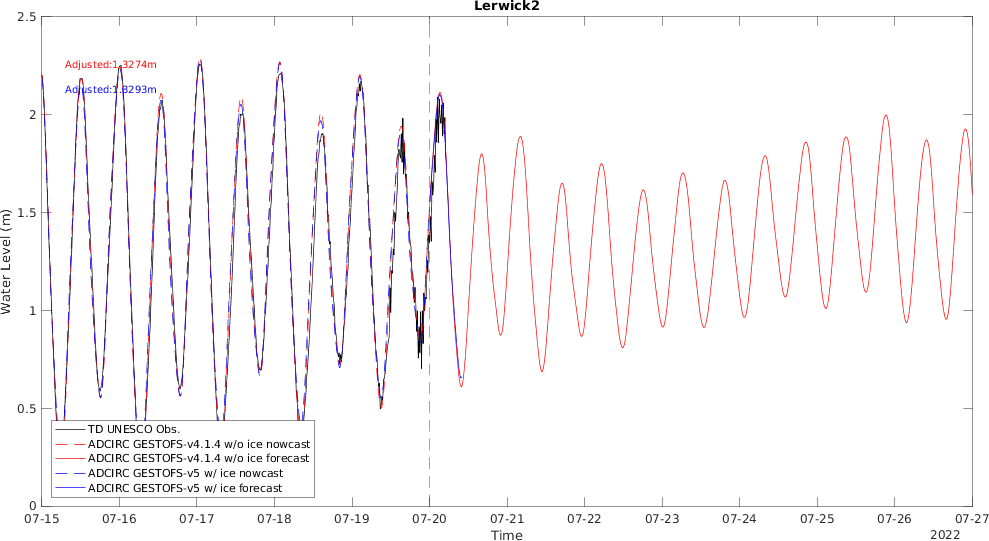 Lerwick2
2.5
2
1.5
1
0.5
0
Water Level (m)
Adjusted:1.3274m
Adjusted:1.3293m
TD UNESCO Obs.
ADCIRC GESTOFS-v4.1.4 w/o ice nowcast
ADCIRC GESTOFS-v4.1.4 w/o ice forecast
ADCIRC GESTOFS-v5 w/ ice nowcast
ADCIRC GESTOFS-v5 w/ ice forecast
07-15 07-16 07-17 07-18 07-19 07-20 07-21 07-22 07-23 07-24 07-25 07-26 07-27
Time
2022